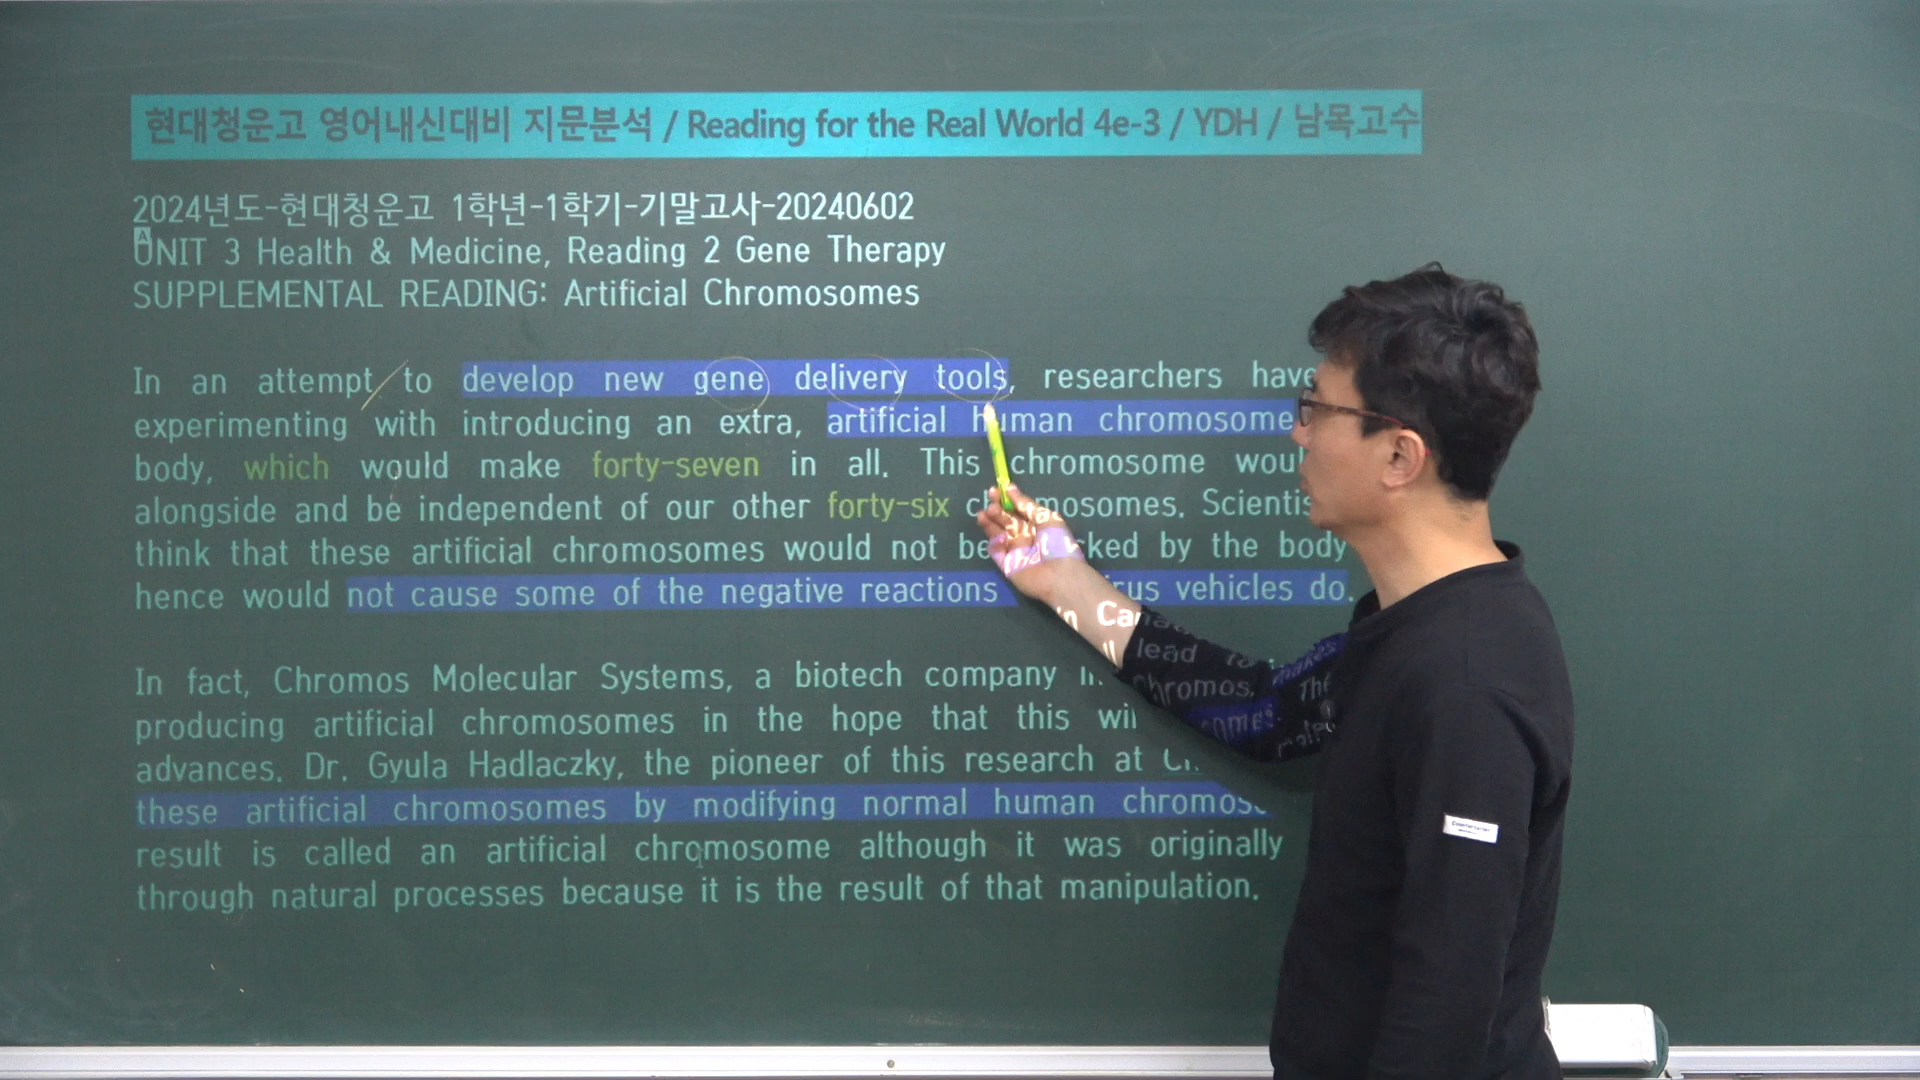 현대청운고 영어내신대비 지문분석 / Reading for the Real World 4e-3 / YDH / 남목고수
2024년도-현대청운고 1학년-1학기-기말고사-20240602
UNIT 3 Health & Medicine, Reading 2 Gene Therapy
SUPPLEMENTAL READING: Artificial Chromosomes
In an attempt to develop new gene delivery tools, researchers have
experimenting with introducing an extra, artificial human chromosome
body, which would make forty-seven in all. This chromosome
alongside and be independent of our other forty-six
think that these artificial chromosomes would not be by the body
hence would not cause some of the negative reactions vehicles do.
In fact, Chromos Molecular Systems, a biotech company
producing artificial chromosomes in the hope that this
advances. Dr. Gyula Hadlaczky, the pioneer of this research at
these artificial chromosomes by modifying normal human
result is called an artificial chromosome although it was originally
through natural processes because it is the result of that manipulation.